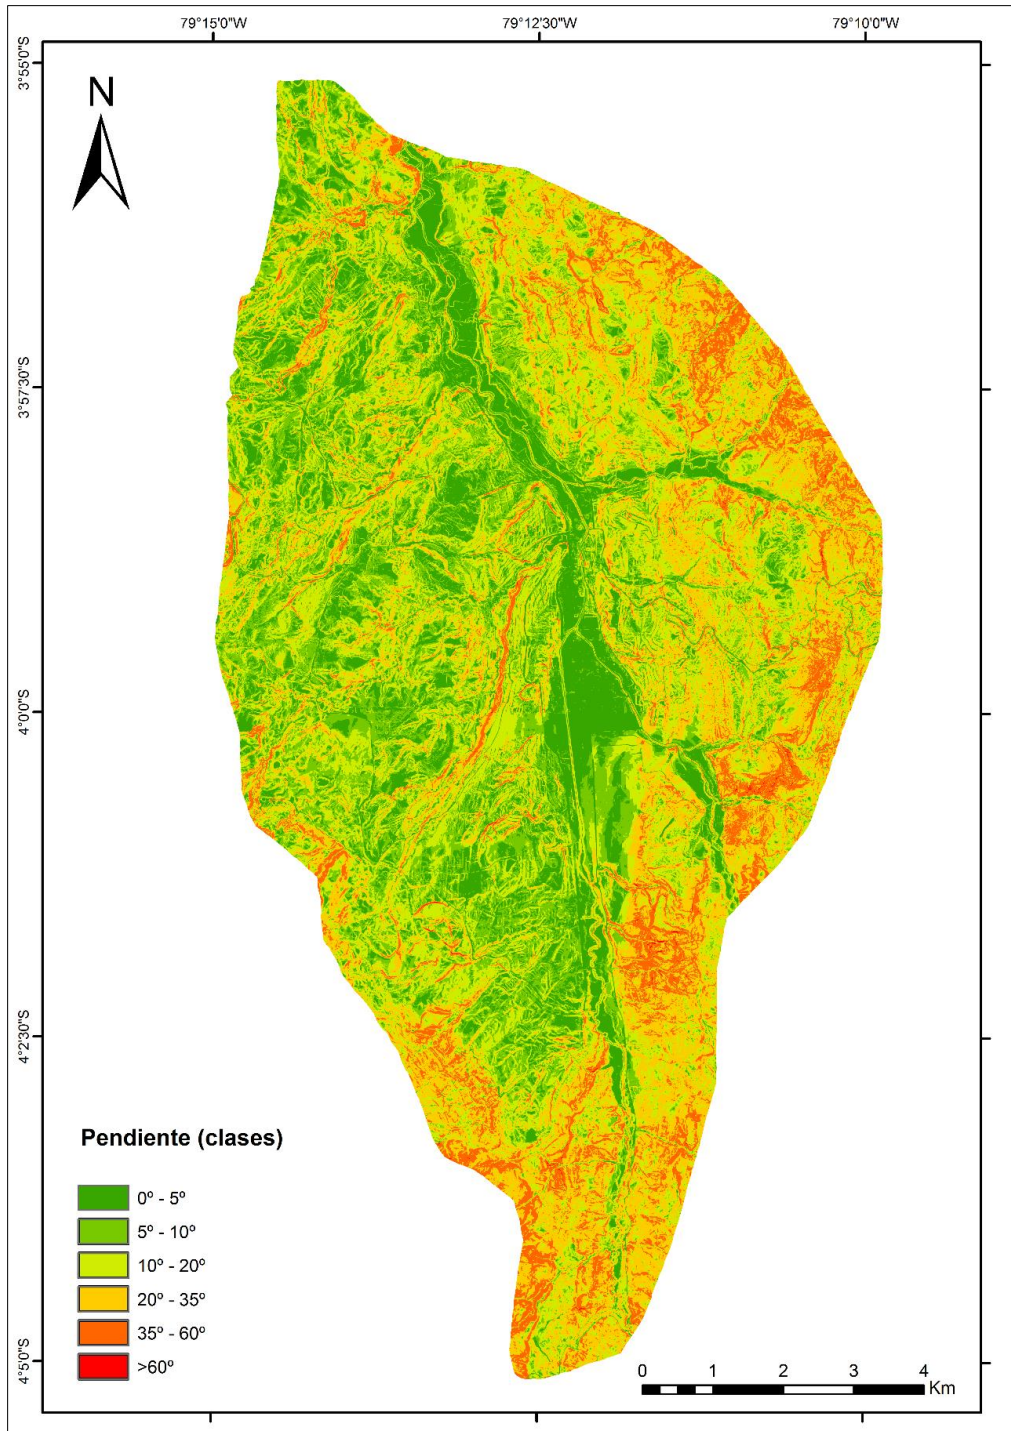 79°15'0"W 79°12'30"W 79°10'0"W
3°55'0"S
N
3°57'30"S
4°0'0"S
4°2'30"S
4°5'0"S
Pendiente (clases)
0º - 5º
5º - 10º
10º - 20º
20º - 35º
35º - 60º
>60º
0 1 2 3 4
Km